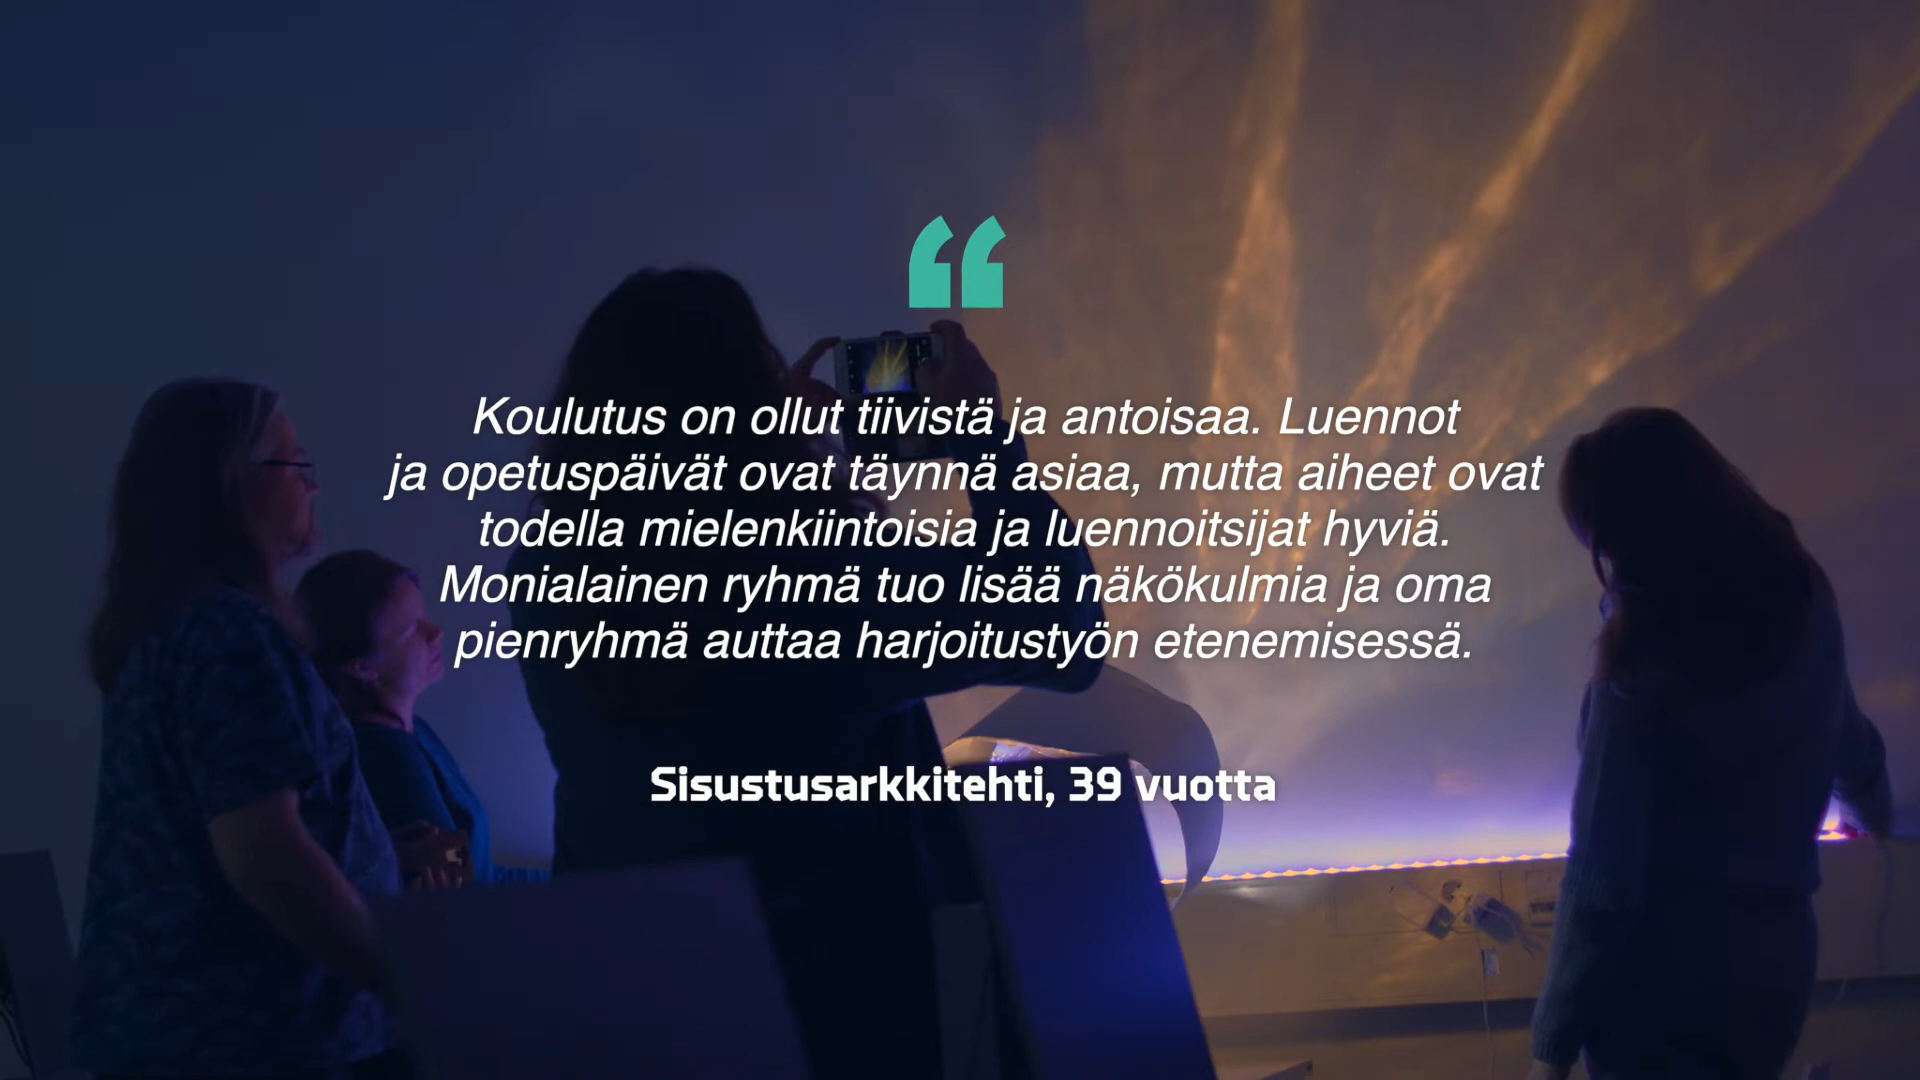 “
Koulutus on ollut tiivistä ja antoisaa. Luennot
ja opetuspäivät ovat täynnä asiaa, mutta aiheet ovat
todella mielenkiintoisia ja luennoitsijat hyviä.
Monialainen ryhmä tuo lisää näkökulmia ja oma
pienryhmä auttaa harjoitustyön etenemisessä.
Sisustusarkkitehti, 39 vuotta